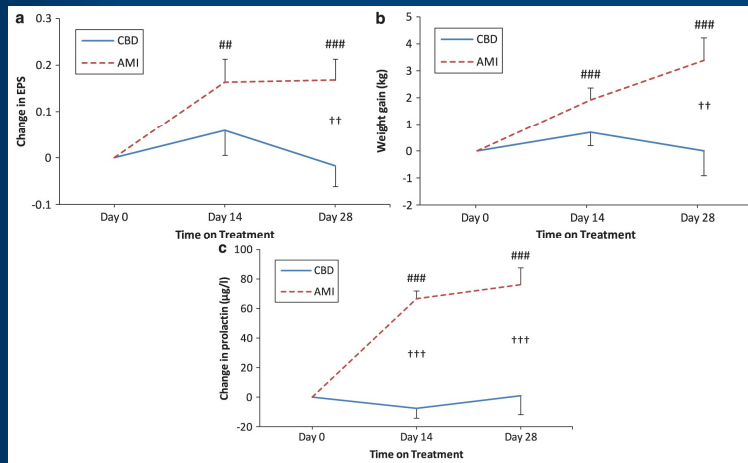 a
0.3
0.2
0.1
0
-0.1
Change in EPS
CBD
AMI
##
###
††
Day 0 Day 14 Day 28
Time on Treatment
b
5
4
3
2
1
0
-1
-2
Weight gain (kg)
CBD
AMI
###
###
††
Day 0 Day 14 Day 28
Time on Treatment
c
100
80
60
40
20
0
-20
Change in prolactin (µg/l)
CBD
AMI
###
###
†††
†††
Day 0 Day 14 Day 28
Time on Treatment